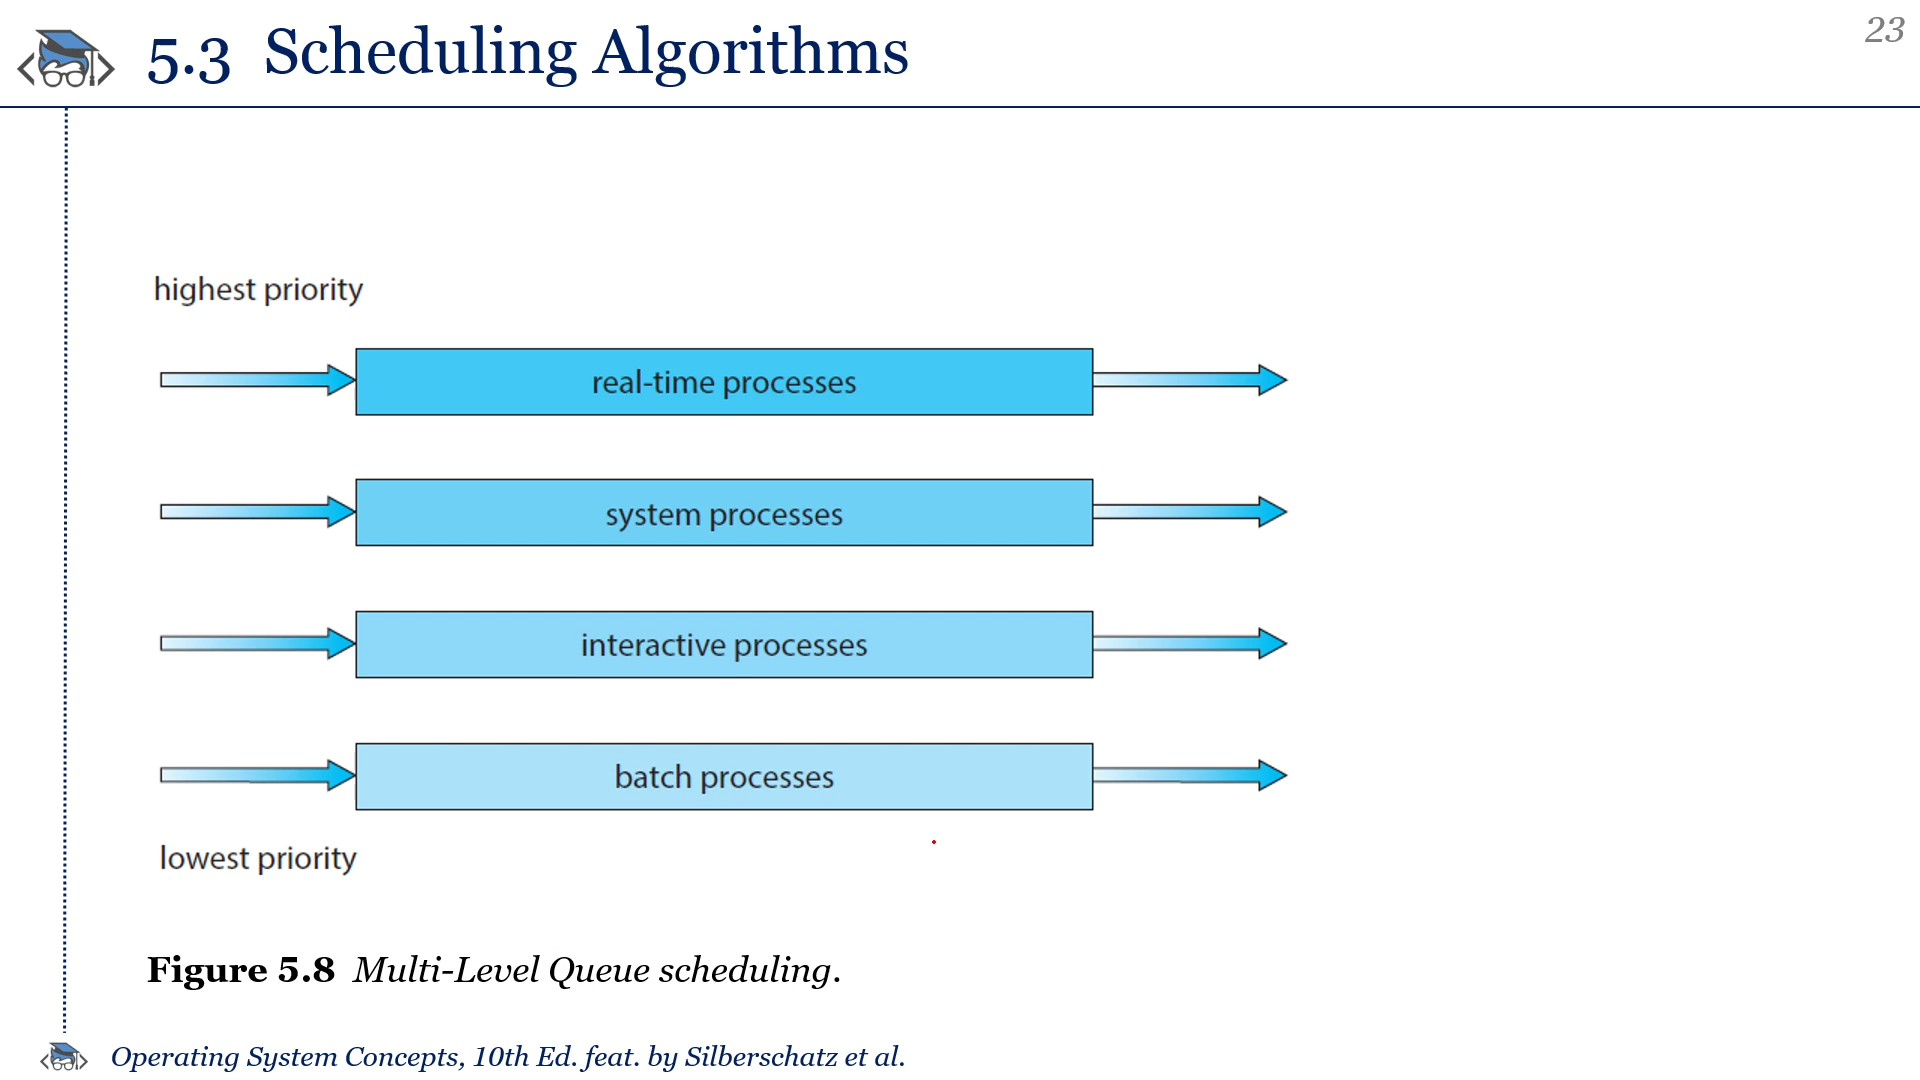 5.3 Scheduling Algorithms
23
highest priority
real-time processes
system processes
interactive processes
batch processes
lowest priority
Figure 5.8 Multi-Level Queue scheduling.
Operating System Concepts, 10th Ed. feat. by Silberschatz et al.